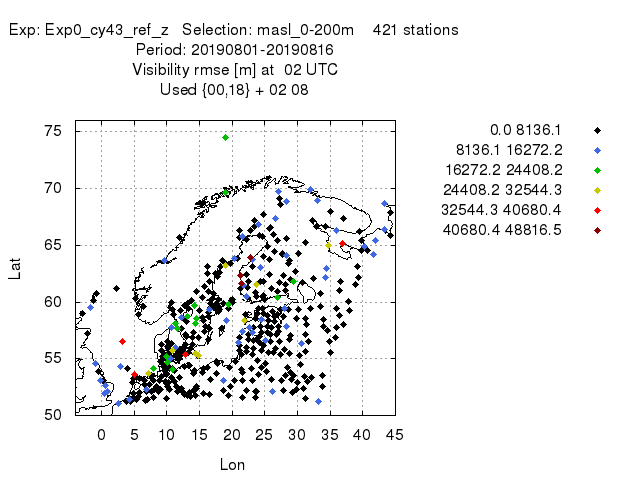 Exp: Exp0_cy43_ref_z Selection: masl_0-200m 421 stations
Period: 20190801-20190816
Visibility rmse [m] at 02 UTC
Used {00,18} + 02 08
0.0 8136.1
8136.1 16272.2
16272.2 24408.2
24408.2 32544.3
32544.3 40680.4
40680.4 48816.5
Lat
75
70
65
60
55
50
0 5 10 15 20 25 30 35 40 45
Lon